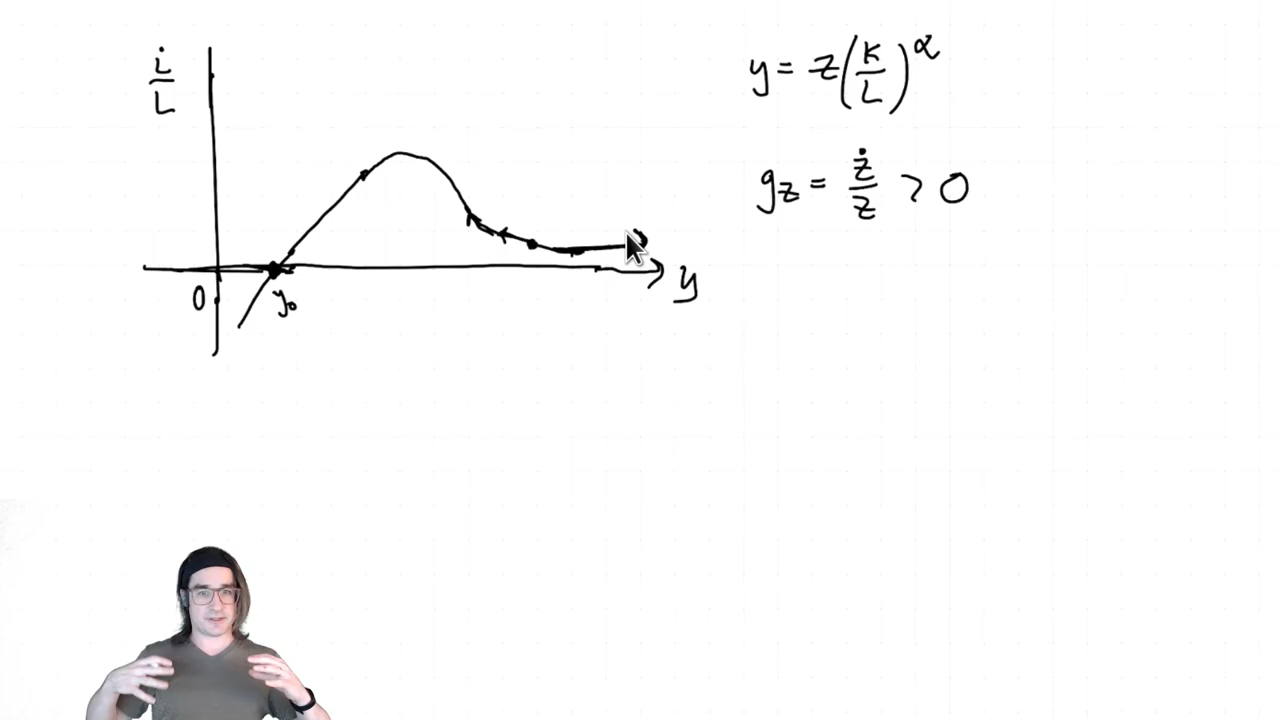 L̇/L
0
y₀
y
y = z(K/L)^α
g_z = ż/z > 0